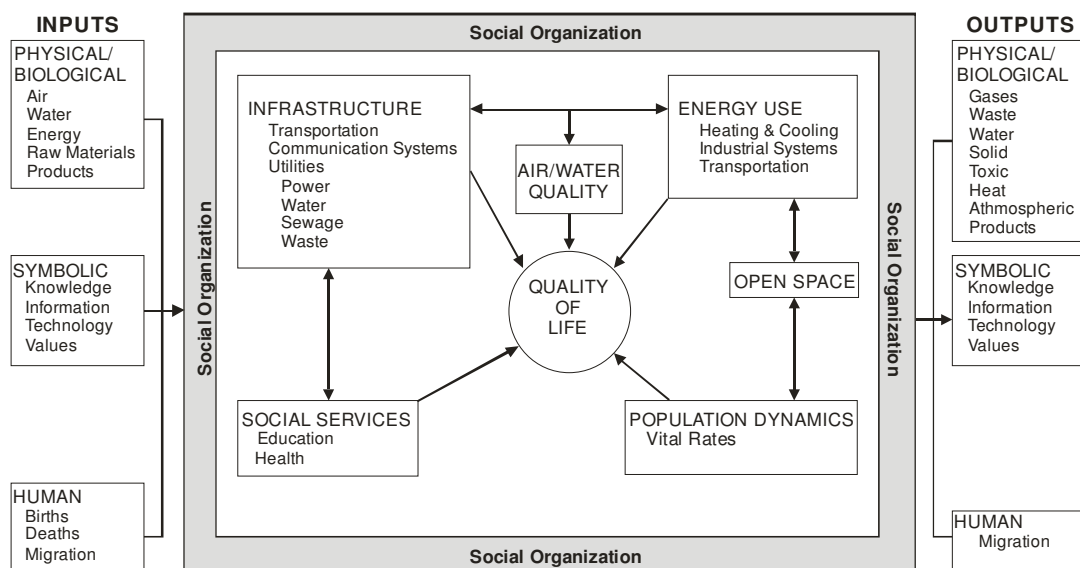 INPUTS
PHYSICAL/
BIOLOGICAL
Air
Water
Energy
Raw Materials
Products
SYMBOLIC
Knowledge
Information
Technology
Values
HUMAN
Births
Deaths
Migration
Social Organization
Social Organization
INFRASTRUCTURE
Transportation
Communication Systems
Utilities
Power
Water
Sewage
Waste
AIR/WATER
QUALITY
ENERGY USE
Heating & Cooling
Industrial Systems
Transportation
QUALITY
OF
LIFE
OPEN SPACE
SOCIAL SERVICES
Education
Health
POPULATION DYNAMICS
Vital Rates
Social Organization
Social Organization
OUTPUTS
PHYSICAL/
BIOLOGICAL
Gases
Waste
Water
Solid
Toxic
Heat
Athmospheric
Products
SYMBOLIC
Knowledge
Information
Technology
Values
HUMAN
Migration